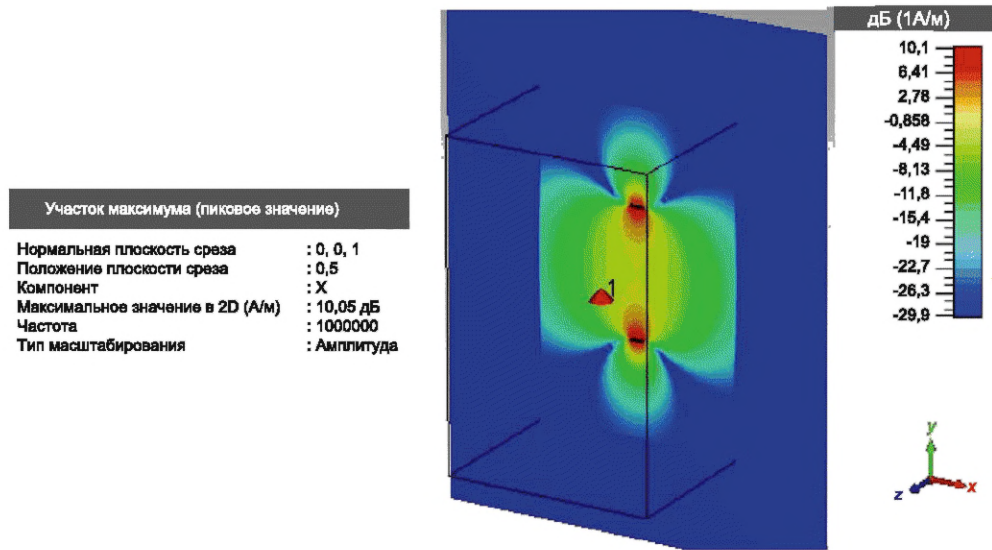 Участок максимума (пиковое значение)
Нормальная плоскость среза : 0, 0, 1
Положение плоскости среза : 0,5
Компонент : X
Максимальное значение в 2D (А/м) : 10,05 дБ
Частота : 1000000
Тип масштабирования : Амплитуда
1
дБ (1А/м)
10,1
6,41
2,78
-0,858
-4,49
-8,13
-11,8
-15,4
-19
-22,7
-26,3
-29,9
y
z x